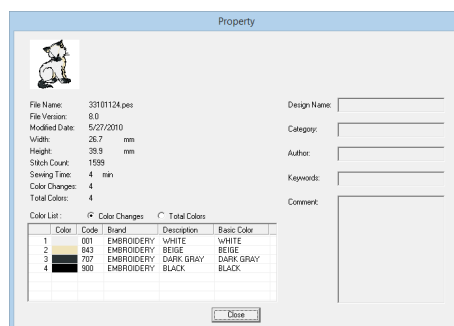 Property
File Name: 33101124.pes
File Version: 8.0
Modified Date: 5/27/2010
Width: 26.7 mm
Height: 39.9 mm
Stitch Count: 1599
Sewing Time: 4 min
Color Changes: 4
Total Colors: 4
Color List : Color Changes Total Colors
Color Code Brand Description Basic Color
1 001 EMBROIDERY WHITE WHITE
2 843 EMBROIDERY BEIGE BEIGE
3 707 EMBROIDERY DARK GRAY DARK GRAY
4 900 EMBROIDERY BLACK BLACK
Design Name:
Category:
Author:
Keywords:
Comment:
Close